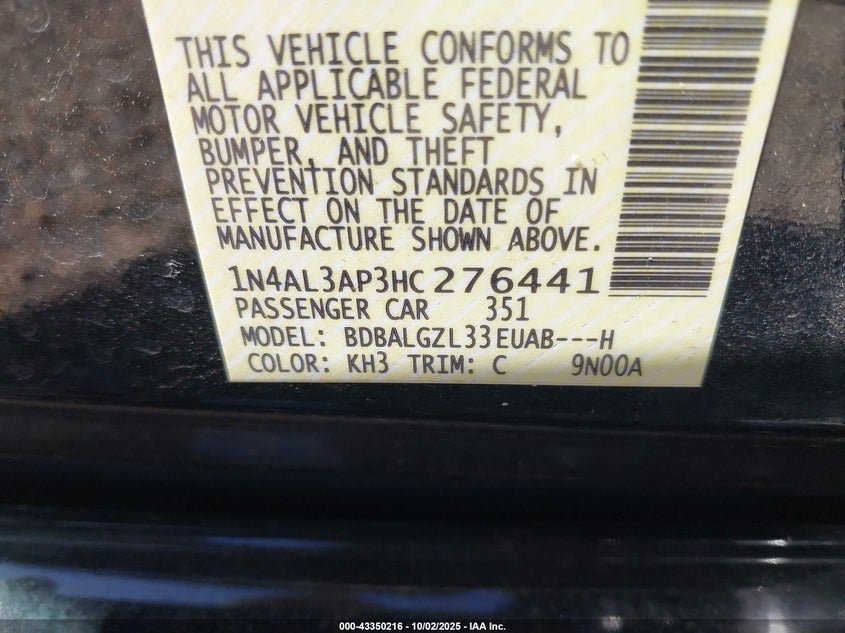 THIS VEHICLE CONFORMS TO
ALL APPLICABLE FEDERAL
MOTOR VEHICLE SAFETY,
BUMPER, AND THEFT
PREVENTION STANDARDS IN
EFFECT ON THE DATE OF
MANUFACTURE SHOWN ABOVE.
1N4AL3AP3HC276441
PASSENGER CAR 351
MODEL: BDBALGZL33EUAB---H
COLOR: KH3 TRIM: C 9N00A
000-43350216 - 10/02/2025 - IAA Inc.